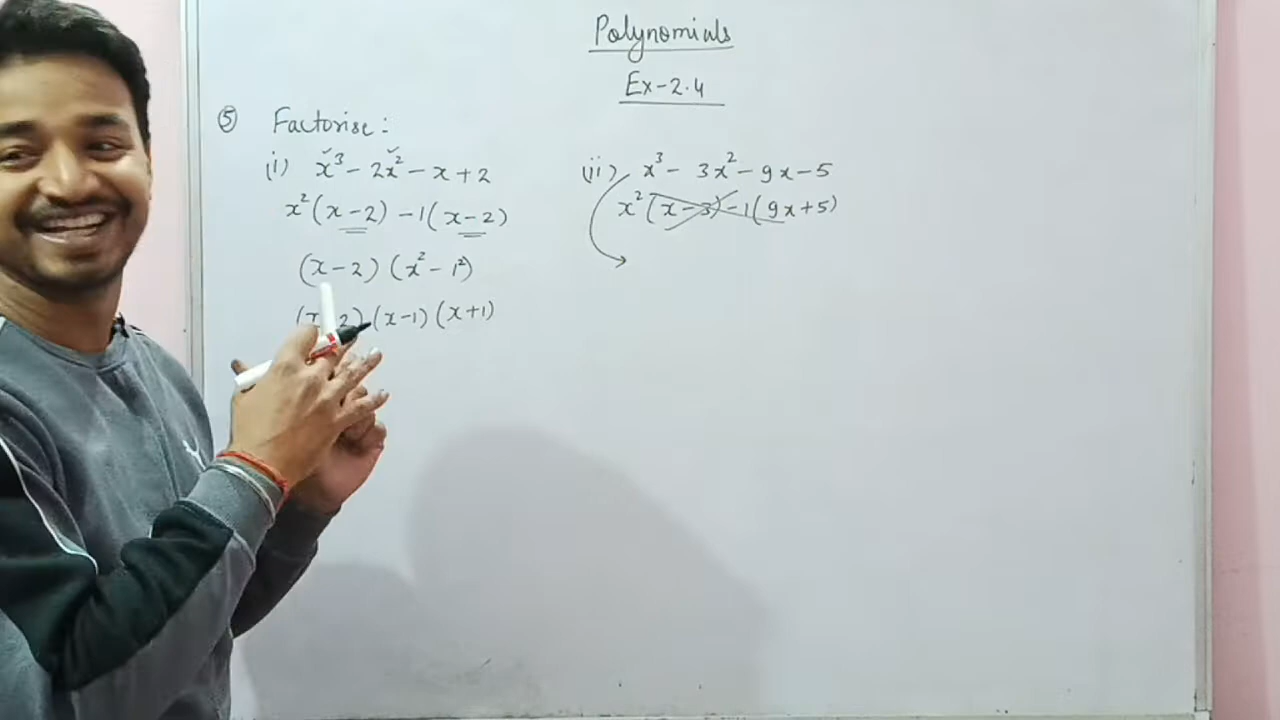 Polynomials
Ex-2.4
⑤ Factorise:
(i) x³ - 2x² - x + 2
x²(x-2) -1(x-2)
(x-2) (x² - 1²)
2) (x-1) (x+1)
(ii) x³ - 3x² - 9x - 5
x²(x-3) -1(9x+5)